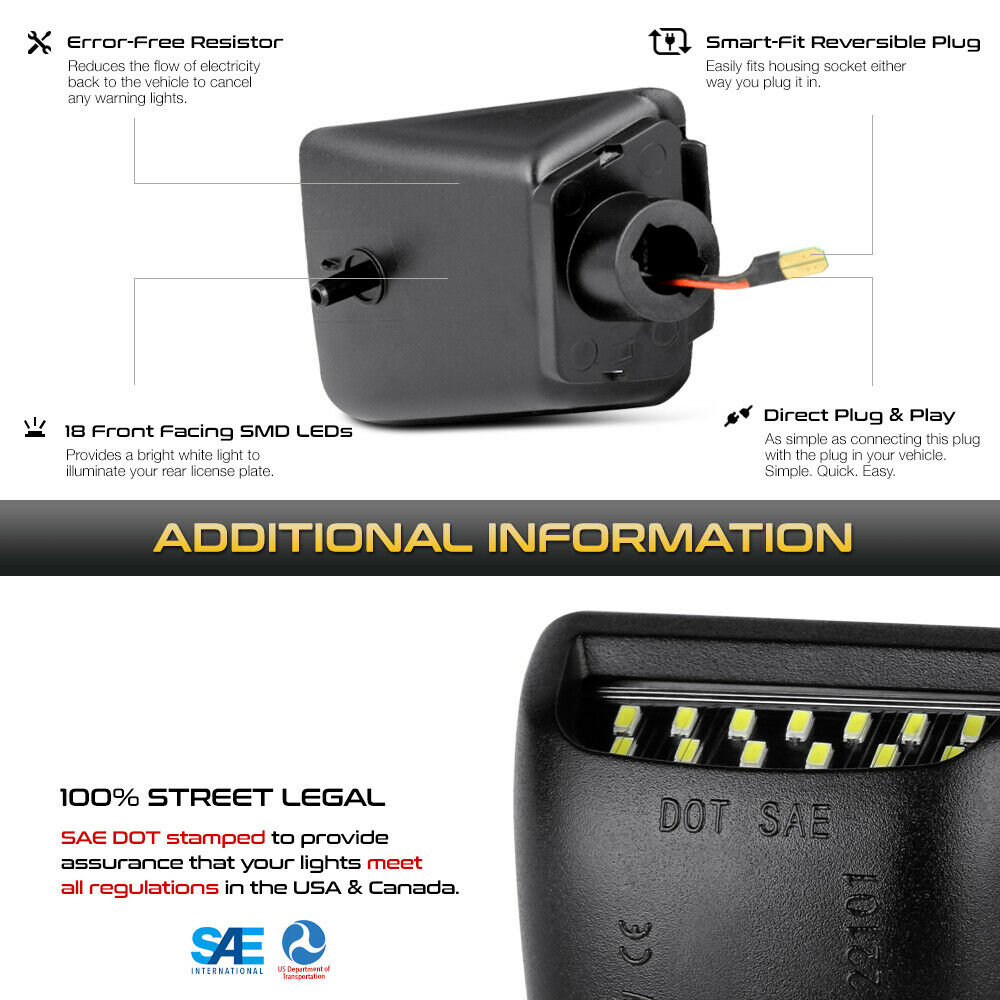 Error-Free Resistor
Reduces the flow of electricity
back to the vehicle to cancel
any warning lights.
Smart-Fit Reversible Plug
Easily fits housing socket either
way you plug it in.
18 Front Facing SMD LEDs
Provides a bright white light to
illuminate your rear license plate.
Direct Plug & Play
As simple as connecting this plug
with the plug in your vehicle.
Simple. Quick. Easy.
ADDITIONAL INFORMATION
100% STREET LEGAL
SAE DOT stamped to provide
assurance that your lights meet
all regulations in the USA & Canada.
SAE
INTERNATIONAL
US Department of
Transportation
DOT SAE
CE